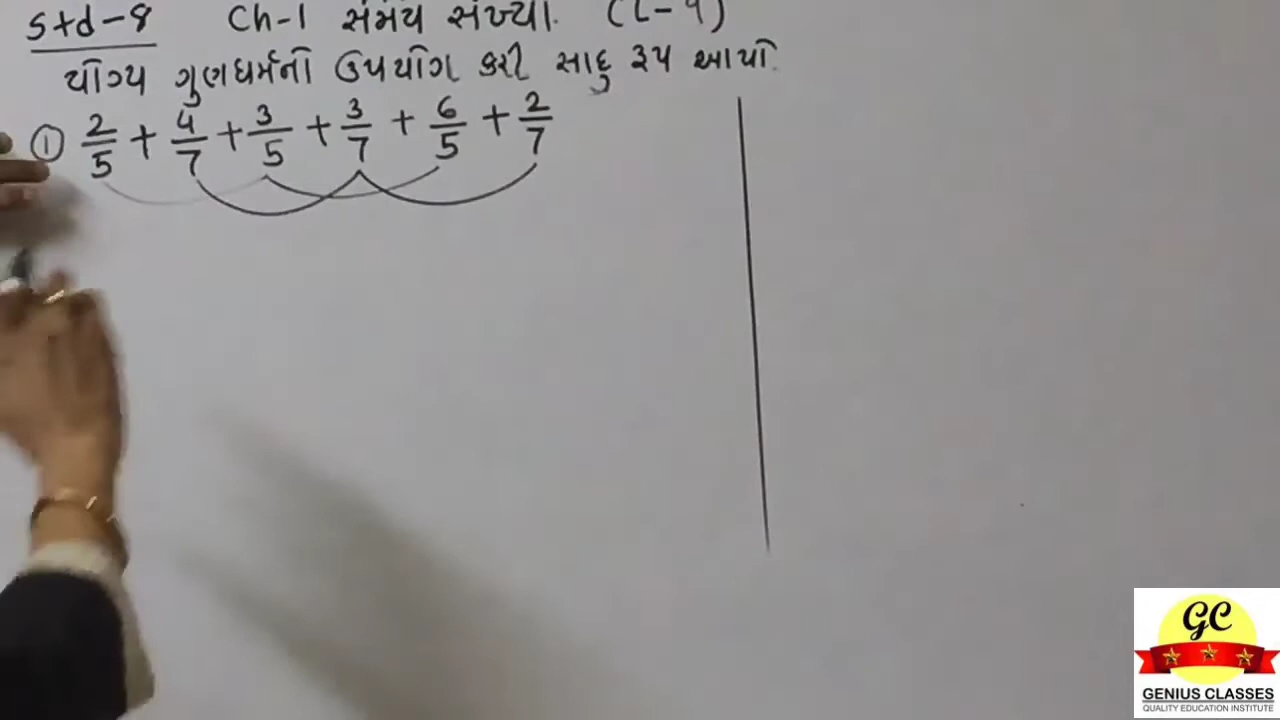 Std-8 Ch-1 સંમેય સંખ્યા (L-9)
યોગ્ય ગુણધર્મનો ઉપયોગ કરી સાદુ રૂપ આપો.
① 2/5 + 4/7 + 3/5 + 3/7 + 6/5 + 2/7
GC
GENIUS CLASSES
QUALITY EDUCATION INSTITUTE